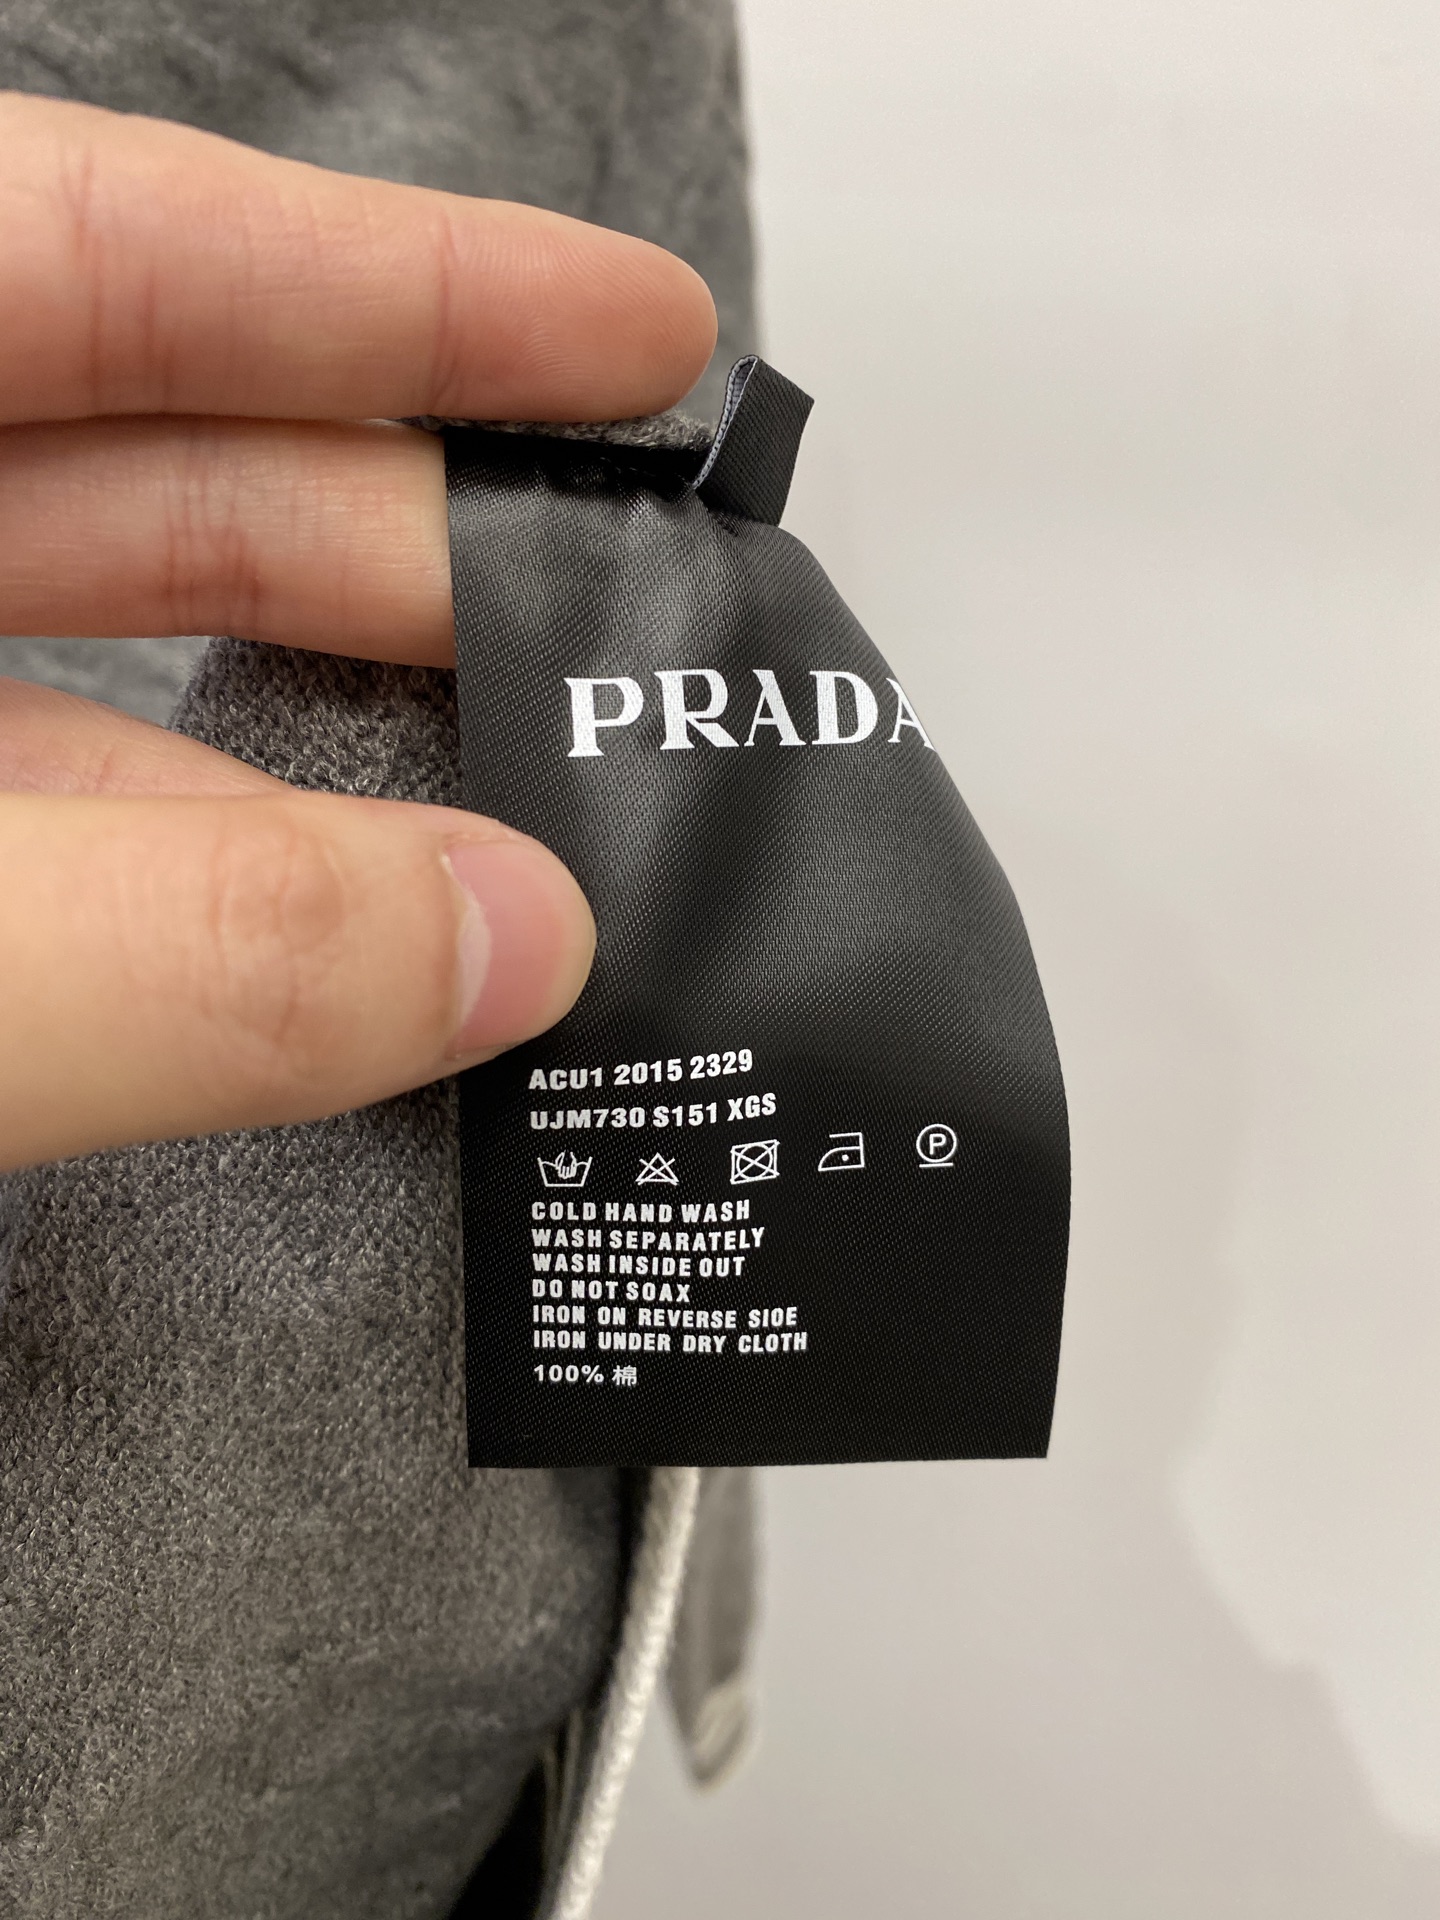 PRADA
ACU1 2015 2329
UJM730 S151 XGS
P
COLD HAND WASH
WASH SEPARATELY
WASH INSIDE OUT
DO NOT SOAX
IRON ON REVERSE SIOE
IRON UNDER DRY CLOTH
100% 棉